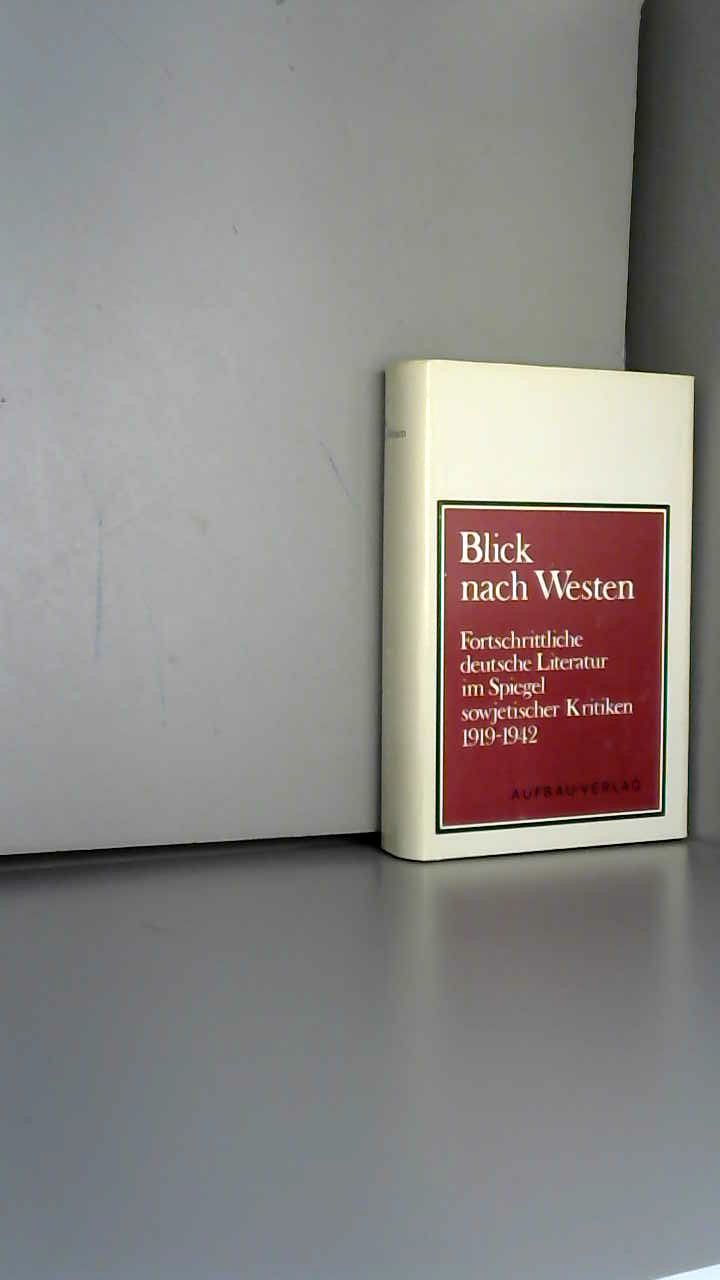 Blick
nach Westen
Fortschrittliche
deutsche Literatur
im Spiegel
sowjetischer Kritiken
1919-1942
AUFBAU-VERLAG